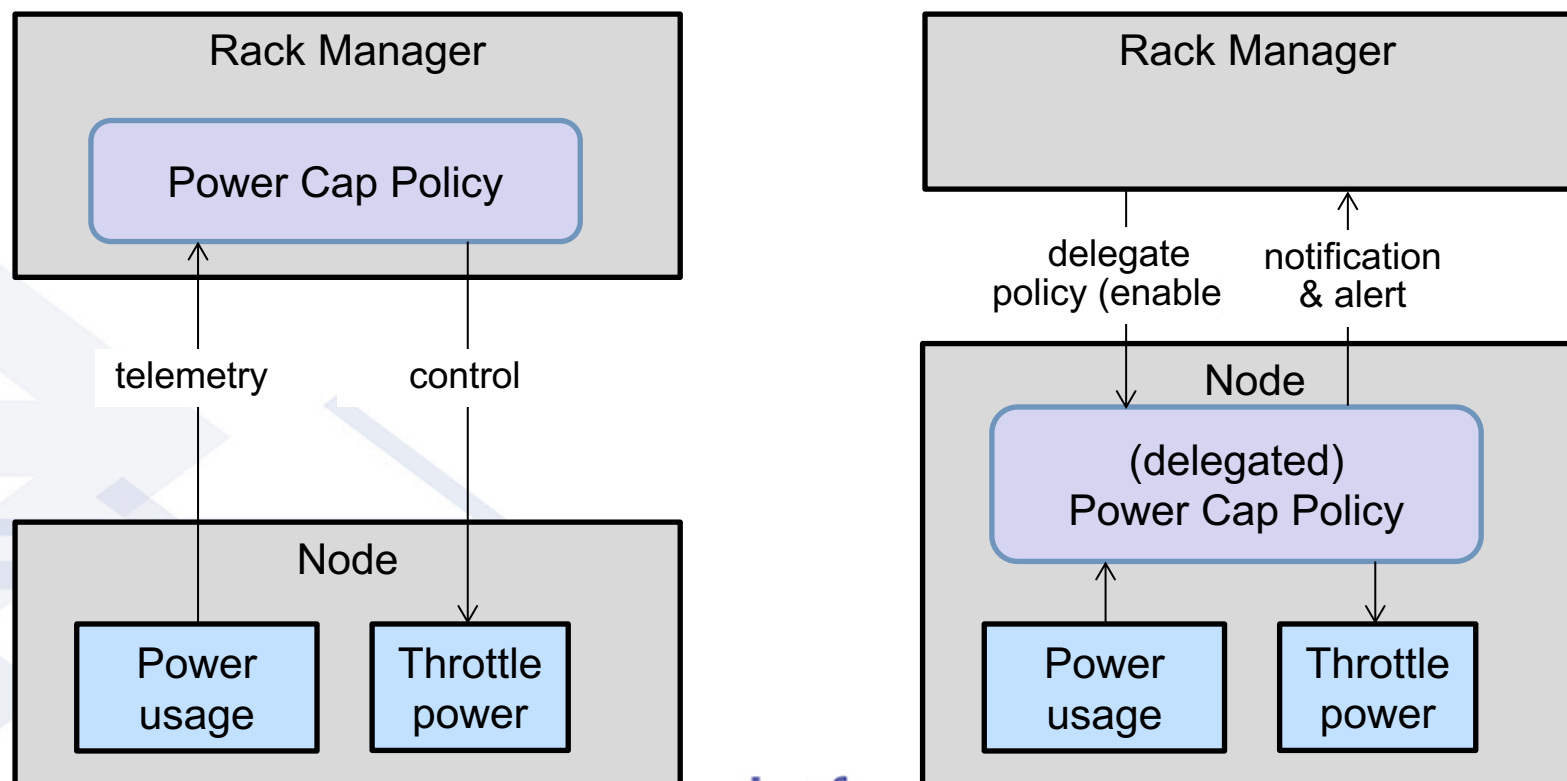 Rack Manager
Power Cap Policy
telemetry
control
Node
Power
usage
Throttle
power
Rack Manager
delegate
policy (enable
notification
& alert
Node
(delegated)
Power Cap Policy
Power
usage
Throttle
power